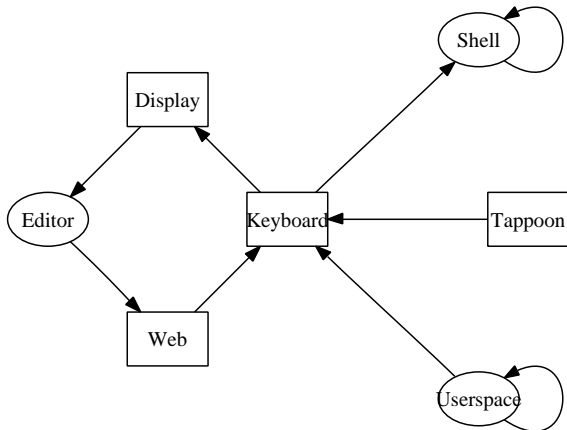 Shell
Display
Editor
Keyboard
Tappoon
Web
Userspace